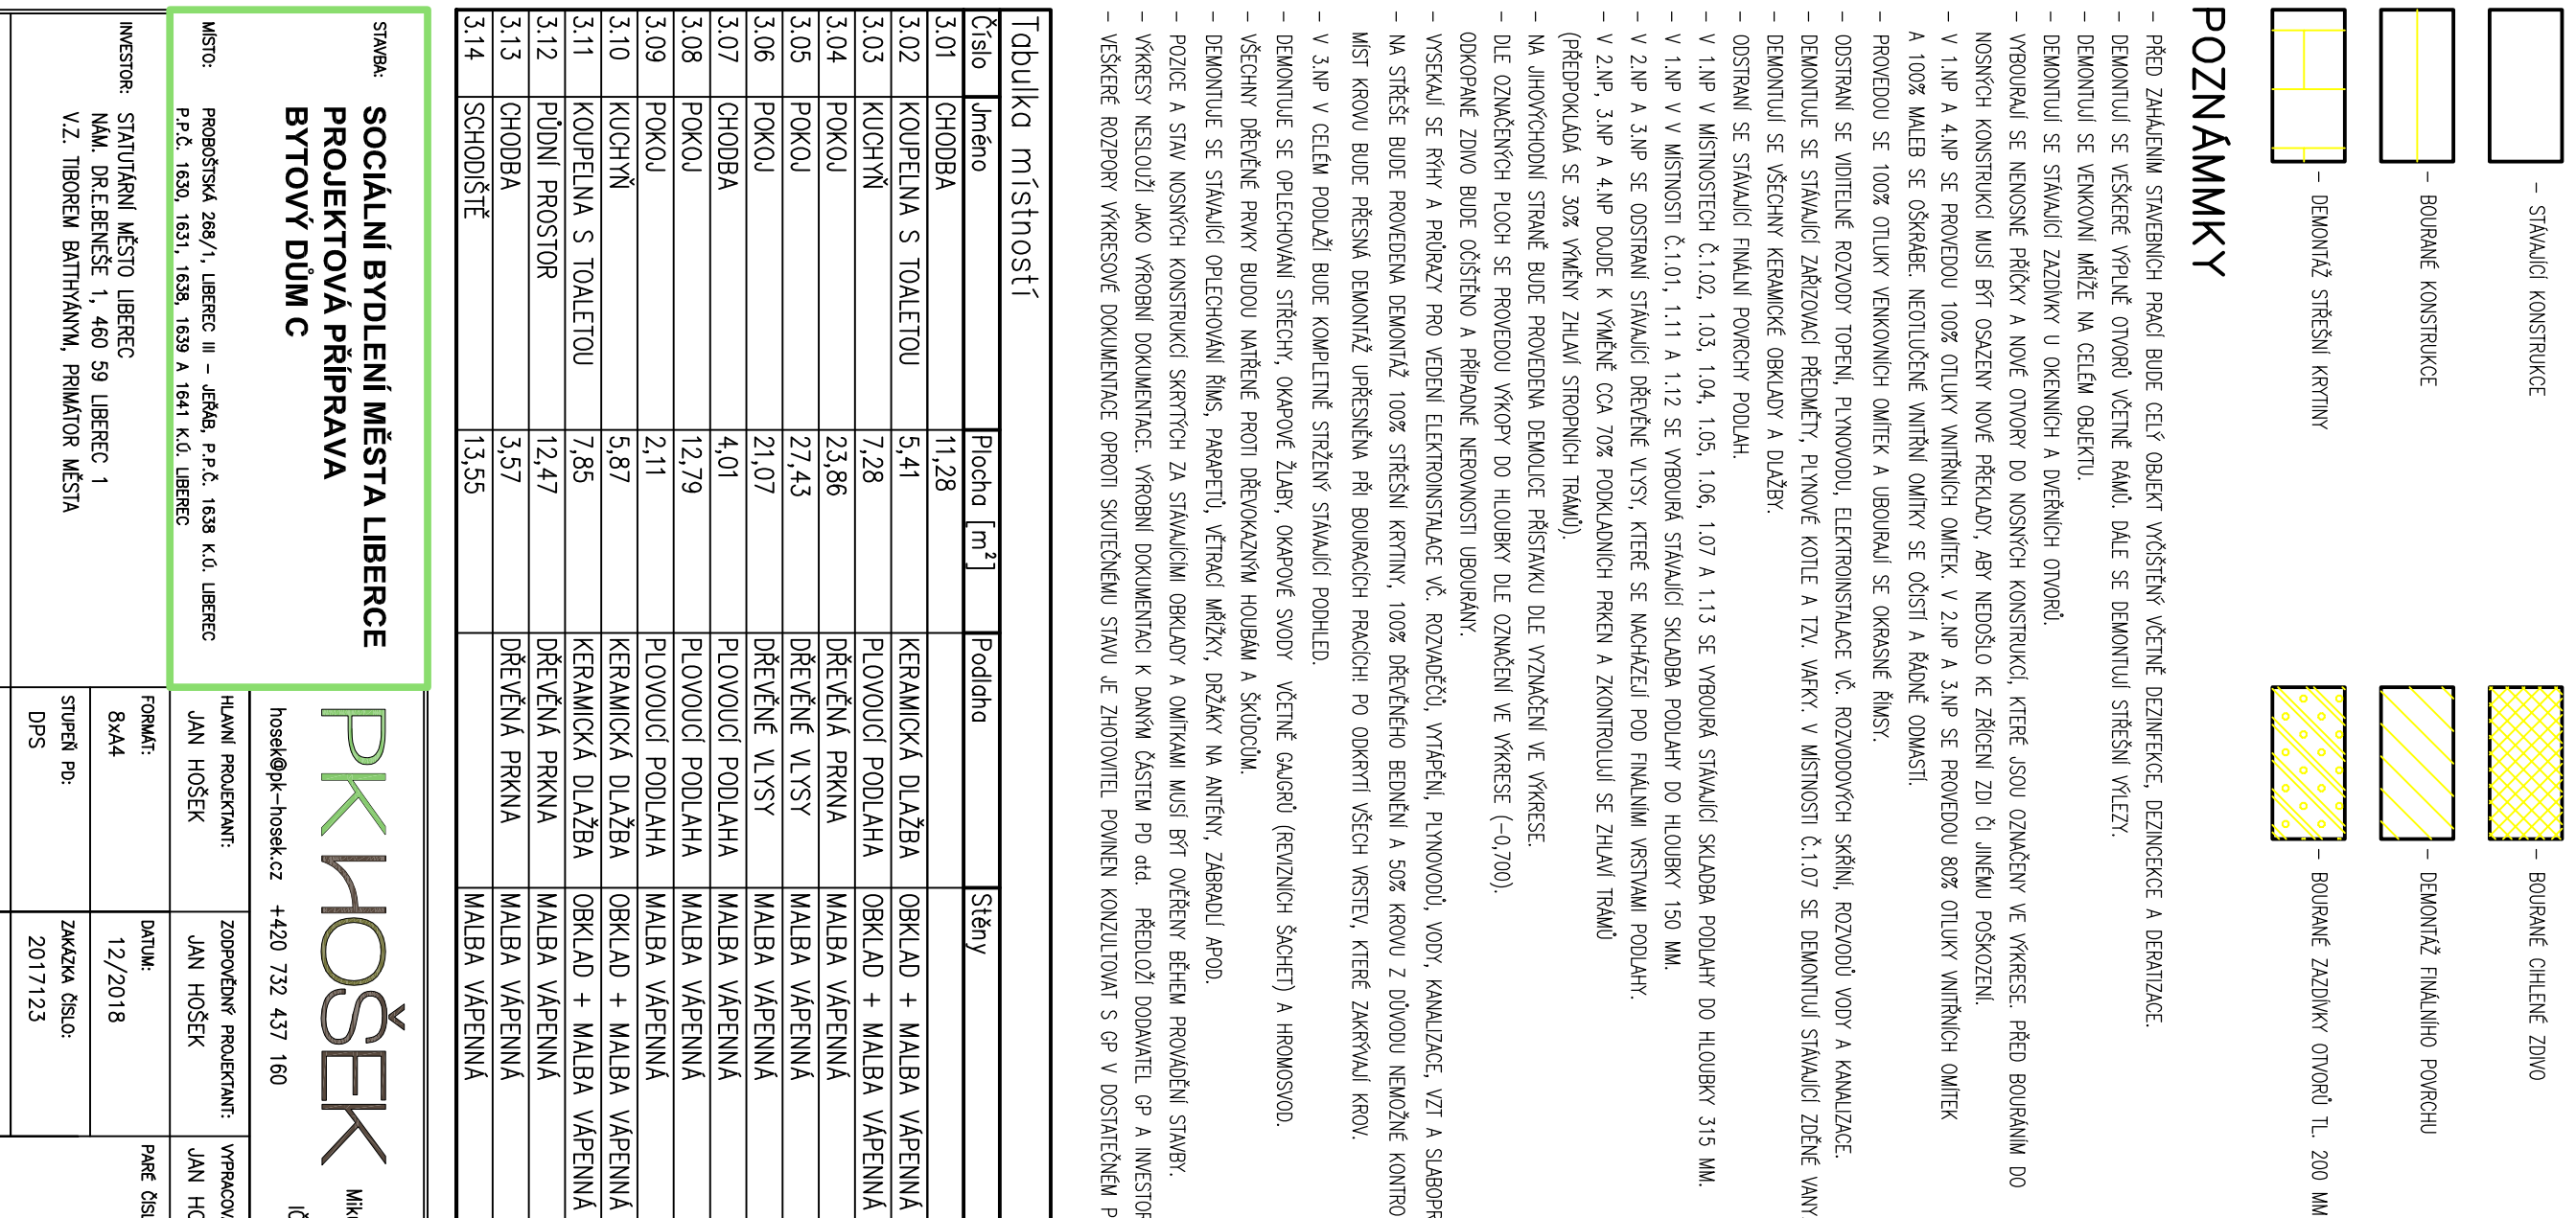 – STÁVAJÍCÍ KONSTRUKCE
– BOURANÉ CIHLENÉ ZDIVO
– BOURANÉ KONSTRUKCE
– DEMONTÁŽ FINÁLNÍHO POVRCHU
– DEMONTÁŽ STŘEŠNÍ KRYTINY
– BOURANÉ ZAZDÍVKY OTVORŮ TL. 200 MM
POZNÁMMKY
– PŘED ZAHÁJENÍM STAVEBNÍCH PRACÍ BUDE CELÝ OBJEKT VYČIŠTĚNÝ VČETNĚ DEZINFEKCE, DEZINCEKCE A DERATIZACE.
– DEMONTUJÍ SE VEŠKERÉ VÝPLNĚ OTVORŮ VČETNĚ RÁMŮ. DÁLE SE DEMONTUJÍ STŘEŠNÍ VÝLEZY.
– DEMONTUJÍ SE VENKOVNÍ MŘÍŽE NA CELÉM OBJEKTU.
– DEMONTUJÍ SE STÁVAJÍCÍ ZAZDÍVKY U OKENNÍCH A DVEŘNÍCH OTVORŮ.
– VYBOURAJÍ SE NENOSNÉ PŘÍČKY A NOVÉ OTVORY DO NOSNÝCH KONSTRUKCÍ, KTERÉ JSOU OZNAČENY VE VÝKRESE. PŘED BOURÁNÍM DO
NOSNÝCH KONSTRUKCÍ MUSÍ BÝT OSAZENY NOVÉ PŘEKLADY, ABY NEDOŠLO KE ZŘÍCENÍ ZDI ČI JINÉMU POŠKOZENÍ.
– V 1.NP A 4.NP SE PROVEDOU 100% OTLUKY VNITŘNÍCH OMÍTEK. V 2.NP A 3.NP SE PROVEDOU 80% OTLUKY VNITŘNÍCH OMÍTEK
A 100% MALEB SE OŠKRÁBE. NEOTLUČENÉ VNITŘNÍ OMÍTKY SE OČISTÍ A ŘÁDNĚ ODMASTÍ.
– PROVEDOU SE 100% OTLUKY VENKOVNÍCH OMÍTEK A UBOURAJÍ SE OKRASNÉ ŘÍMSY.
– ODSTRANÍ SE VIDITELNÉ ROZVODY TOPENÍ, PLYNOVODU, ELEKTROINSTALACE VČ. ROZVODOVÝCH SKŘÍNÍ, ROZVODŮ VODY A KANALIZACE.
– DEMONTUJE SE STÁVAJÍCÍ ZAŘIZOVACÍ PŘEDMĚTY, PLYNOVÉ KOTLE A TZV. VAFKY. V MÍSTNOSTI Č.1.07 SE DEMONTUJÍ STÁVAJÍCÍ ZDĚNÉ VANY.
– DEMONTUJÍ SE VŠECHNY KERAMICKÉ OBKLADY A DLAŽBY.
– ODSTRANÍ SE STÁVAJÍCÍ FINÁLNÍ POVRCHY PODLAH.
– V 1.NP V MÍSTNOSTECH Č.1.02, 1.03, 1.04, 1.05, 1.06, 1.07 A 1.13 SE VYBOURÁ STÁVAJÍCÍ SKLADBA PODLAHY DO HLOUBKY 315 MM.
– V 1.NP V MÍSTNOSTI Č.1.01, 1.11 A 1.12 SE VYBOURÁ STÁVAJÍCÍ SKLADBA PODLAHY DO HLOUBKY 150 MM.
– V 2.NP A 3.NP SE ODSTRANÍ STÁVAJÍCÍ DŘEVĚNÉ VLYSY, KTERÉ SE NACHÁZEJÍ POD FINÁLNÍMI VRSTVAMI PODLAHY.
– V 2.NP, 3.NP A 4.NP DOJDE K VÝMĚNĚ CCA 70% PODKLADNÍCH PRKEN A ZKONTROLUJÍ SE ZHLAVÍ TRÁMŮ
(PŘEDPOKLÁDÁ SE 30% VÝMĚNY ZHLAVÍ STROPNÍCH TRÁMŮ).
– NA JIHOVÝCHODNÍ STRANĚ BUDE PROVEDENA DEMOLICE PŘÍSTAVKU DLE VYZNAČENÍ VE VÝKRESE.
– DLE OZNAČENÝCH PLOCH SE PROVEDOU VÝKOPY DO HLOUBKY DLE OZNAČENÍ VE VÝKRESE (–0,700).
ODKOPANÉ ZDIVO BUDE OČIŠTĚNO A PŘÍPADNÉ NEROVNOSTI UBOURÁNY.
– VYSEKAJÍ SE RÝHY A PRŮRAZY PRO VEDENÍ ELEKTROINSTALACE VČ. ROZVADĚČŮ, VYTÁPĚNÍ, PLYNOVODŮ, VODY, KANALIZACE, VZT A SLABOPR
– NA STŘEŠE BUDE PROVEDENA DEMONTÁŽ 100% STŘEŠNÍ KRYTINY, 100% DŘEVĚNÉHO BEDNĚNÍ A 50% KROVU Z DŮVODU NEMOŽNÉ KONTRO
MÍST KROVU BUDE PŘESNÁ DEMONTÁŽ UPŘESNĚNA PŘI BOURACÍCH PRACÍCH! PO ODKRYTÍ VŠECH VRSTEV, KTERÉ ZAKRÝVAJÍ KROV.
– V 3.NP V CELÉM PODLAŽÍ BUDE KOMPLETNĚ STRŽENÝ STÁVAJÍCÍ PODHLED.
– DEMONTUJE SE OPLECHOVÁNÍ STŘECHY, OKAPOVÉ ŽLABY, OKAPOVÉ SVODY VČETNĚ GAJGRŮ (REVIZNÍCH ŠACHET) A HROMOSVOD.
– VŠECHNY DŘEVĚNÉ PRVKY BUDOU NATŘENÉ PROTI DŘEVOKAZNÝM HOUBÁM A ŠKŮDCŮM.
– DEMONTUJE SE STÁVAJÍCÍ OPLECHOVÁNÍ ŘÍMS, PARAPETŮ, VĚTRACÍ MŘÍŽKY, DRŽÁKY NA ANTÉNY, ZÁBRADLÍ APOD.
– POZICE A STAV NOSNÝCH KONSTRUKCÍ SKRYTÝCH ZA STÁVAJÍCÍMI OBKLADY A OMÍTKAMI MUSÍ BÝT OVĚŘENY BĚHEM PROVÁDĚNÍ STAVBY.
– VÝKRESY NESLOUŽÍ JAKO VÝROBNÍ DOKUMENTACE. VÝROBNÍ DOKUMENTACI K DANÝM ČÁSTEM PD atd. PŘEDLOŽÍ DODAVATEL GP A INVESTOR
– VEŠKERÉ ROZPORY VÝKRESOVÉ DOKUMENTACE OPROTI SKUTEČNÉMU STAVU JE ZHOTOVITEL POVINEN KONZULTOVAT S GP V DOSTATEČNÉM P
Tabulka místností
Číslo Jméno Plocha [m²] Podlaha Stěny
3.01 CHODBA 11,28
3.02 KOUPELNA S TOALETOU 5,41 KERAMICKÁ DLAŽBA OBKLAD + MALBA VÁPENNÁ
3.03 KUCHYŇ 7,28 PLOVOUCÍ PODLAHA OBKLAD + MALBA VÁPENNÁ
3.04 POKOJ 23,86 DŘEVĚNÁ PRKNA MALBA VÁPENNÁ
3.05 POKOJ 27,43 DŘEVĚNÉ VLYSY MALBA VÁPENNÁ
3.06 POKOJ 21,07 DŘEVĚNÉ VLYSY MALBA VÁPENNÁ
3.07 CHODBA 4,01 PLOVOUCÍ PODLAHA MALBA VÁPENNÁ
3.08 POKOJ 12,79 PLOVOUCÍ PODLAHA MALBA VÁPENNÁ
3.09 POKOJ 2,11 PLOVOUCÍ PODLAHA MALBA VÁPENNÁ
3.10 KUCHYŇ 5,87 KERAMICKÁ DLAŽBA OBKLAD + MALBA VÁPENNÁ
3.11 KOUPELNA S TOALETOU 7,85 KERAMICKÁ DLAŽBA OBKLAD + MALBA VÁPENNÁ
3.12 PŮDNÍ PROSTOR 12,47 DŘEVĚNÁ PRKNA MALBA VÁPENNÁ
3.13 CHODBA 3,57 DŘEVĚNÁ PRKNA MALBA VÁPENNÁ
3.14 SCHODIŠTĚ 13,55 MALBA VÁPENNÁ
STAVBA: SOCIÁLNÍ BYDLENÍ MĚSTA LIBERCE
PROJEKTOVÁ PŘÍPRAVA
BYTOVÝ DŮM C
MÍSTO: PROBOŠTSKÁ 268/1, LIBEREC III – JEŘÁB, P.P.Č. 1638 K.Ú. LIBEREC
P.P.Č. 1630, 1631, 1638, 1639 A 1641 K.Ú. LIBEREC
INVESTOR: STATUTÁRNÍ MĚSTO LIBEREC
NÁM. DR.E.BENEŠE 1, 460 59 LIBEREC 1
V.Z. TIBOREM BATTHYÁNYM, PRIMÁTOR MĚSTA
PK HOŠEK
Miku
IČ
hosek@pk-hosek.cz +420 732 437 160
HLAVNÍ PROJEKTANT: ZODPOVĚDNÝ PROJEKTANT: VYPRACOVA
JAN HOŠEK JAN HOŠEK JAN HO
FORMÁT: DATUM: PARÉ ČÍSL
8xA4 12/2018
STUPEŇ PD: ZAKÁZKA ČÍSLO:
DPS 2017123